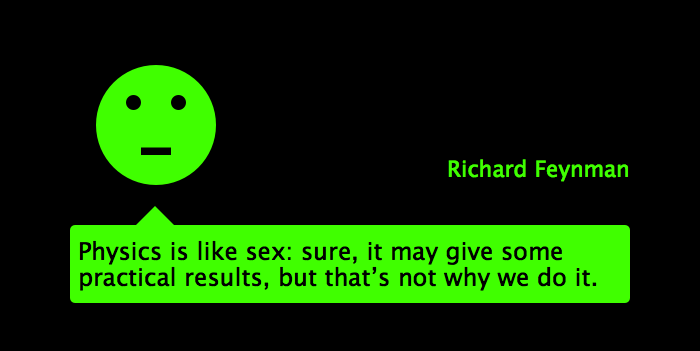 Richard Feynman
Physics is like sex: sure, it may give some
practical results, but that’s not why we do it.